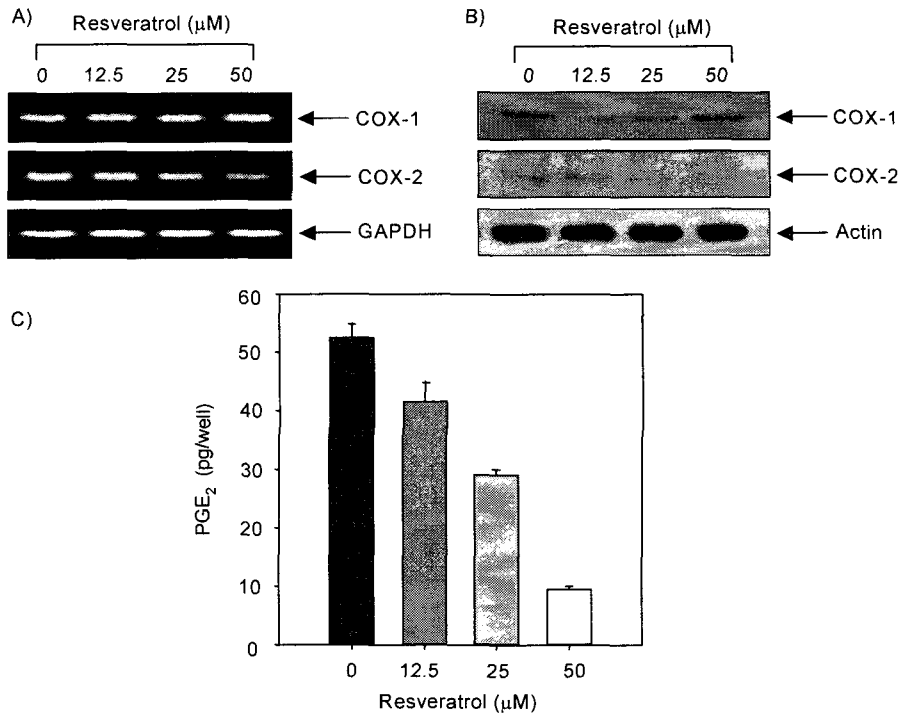 A)
Resveratrol (μM)
0 12.5 25 50
COX-1
COX-2
GAPDH
B)
Resveratrol (μM)
0 12.5 25 50
COX-1
COX-2
Actin
C)
PGE2 (pg/well)
60
50
40
30
20
10
0
0 12.5 25 50
Resveratrol (μM)